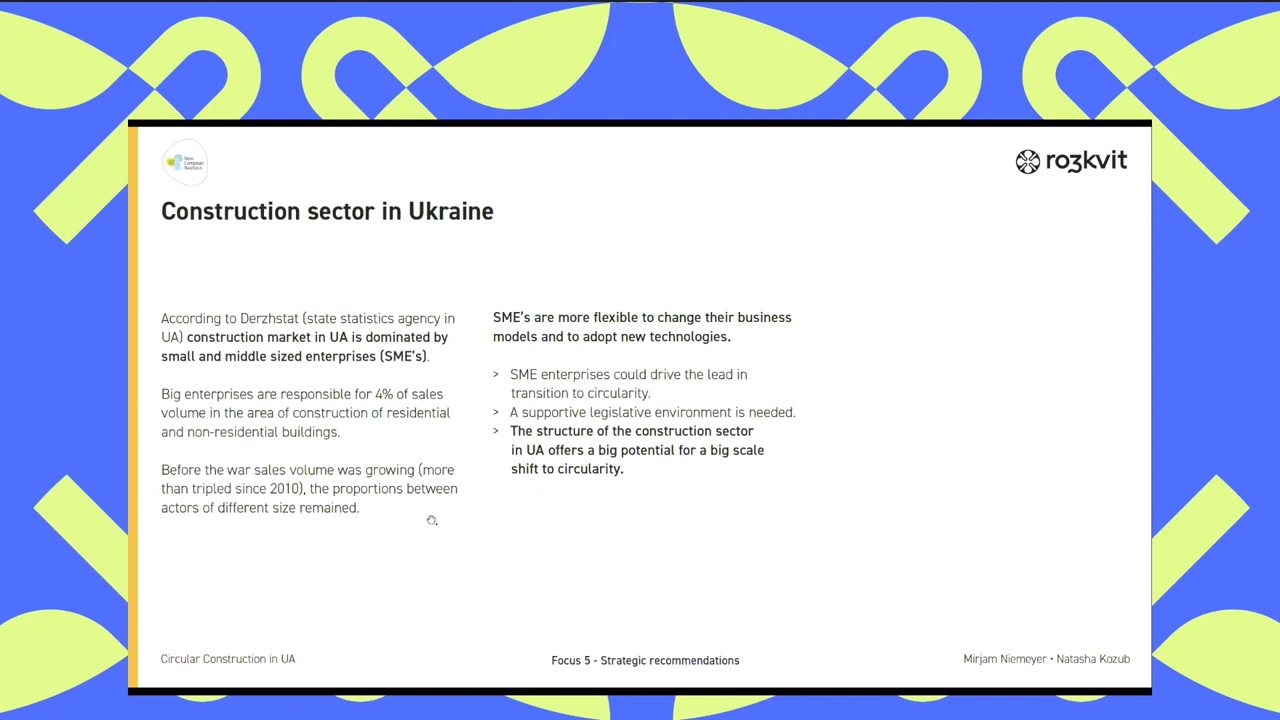 New
European
Bauhaus
ro3kvit
Construction sector in Ukraine
According to Derzhstat (state statistics agency in
UA) construction market in UA is dominated by
small and middle sized enterprises (SME's).
Big enterprises are responsible for 4% of sales
volume in the area of construction of residential
and non-residential buildings.
Before the war sales volume was growing (more
than tripled since 2010), the proportions between
actors of different size remained.
SME's are more flexible to change their business
models and to adopt new technologies.
> SME enterprises could drive the lead in
transition to circularity.
> A supportive legislative environment is needed.
> The structure of the construction sector
in UA offers a big potential for a big scale
shift to circularity.
Circular Construction in UA
Focus 5 - Strategic recommendations
Mirjam Niemeyer • Natasha Kozub